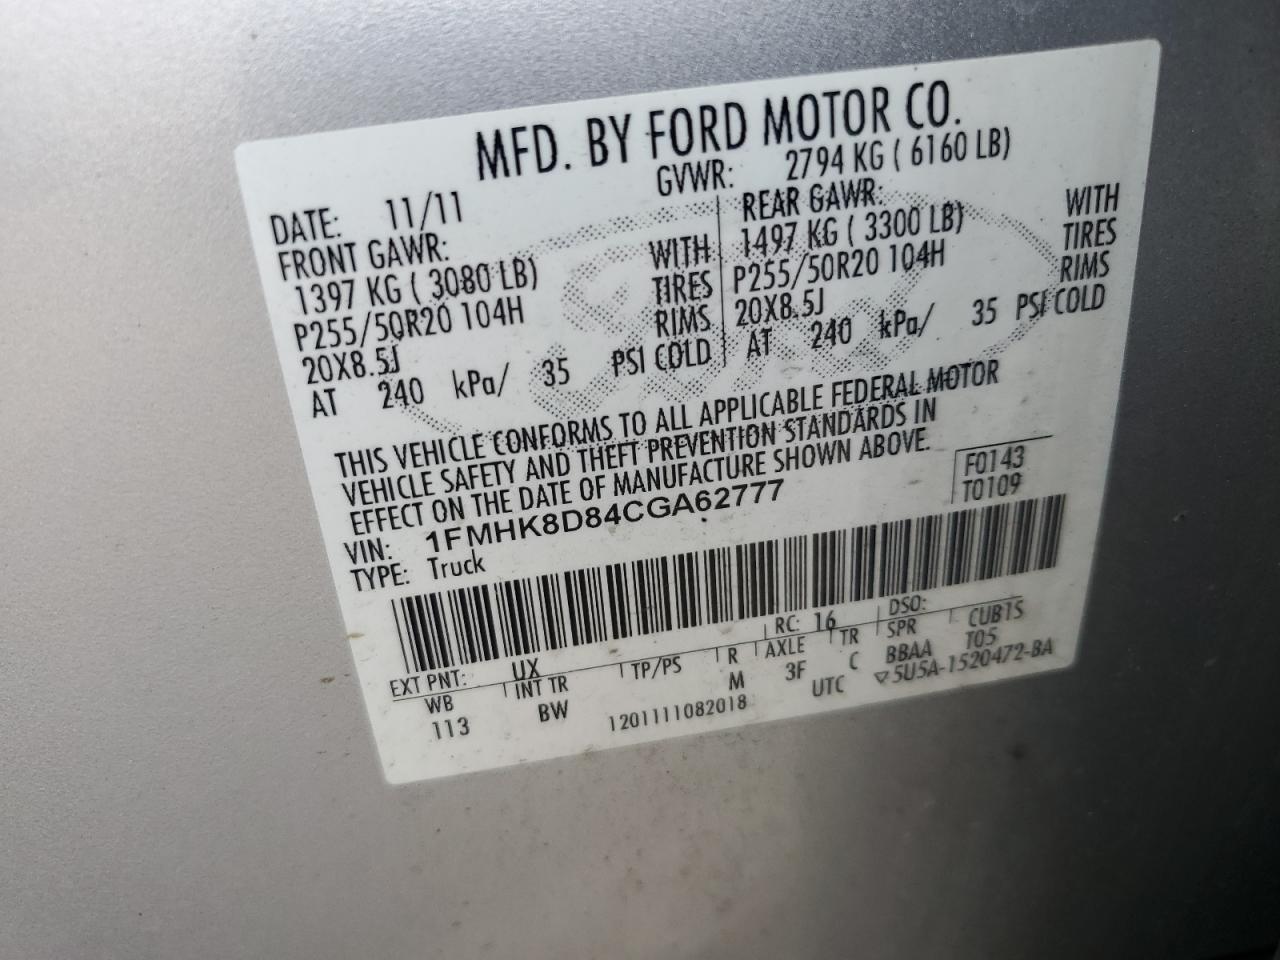 MFD. BY FORD MOTOR CO.
DATE: 11/11 GVWR: 2794 KG ( 6160 LB)
FRONT GAWR: REAR GAWR:
1397 KG ( 3080 LB) WITH 1497 KG ( 3300 LB) WITH
P255/50R20 104H TIRES P255/50R20 104H TIRES
20X8.5J RIMS 20X8.5J RIMS
AT 240 kPa/ 35 PSI COLD AT 240 kPa/ 35 PSI COLD
THIS VEHICLE CONFORMS TO ALL APPLICABLE FEDERAL MOTOR
VEHICLE SAFETY AND THEFT PREVENTION STANDARDS IN
EFFECT ON THE DATE OF MANUFACTURE SHOWN ABOVE.
F0143
VIN: 1FMHK8D84CGA62777 T0109
TYPE: Truck
EXT PNT: UX RC: 16 DSO: CUB1S
WB INT TR TP/PS R AXLE TR SPR T05
113 BW M 3F C BBAA
1201111082018 UTC ▽5U5A-1520472-BA